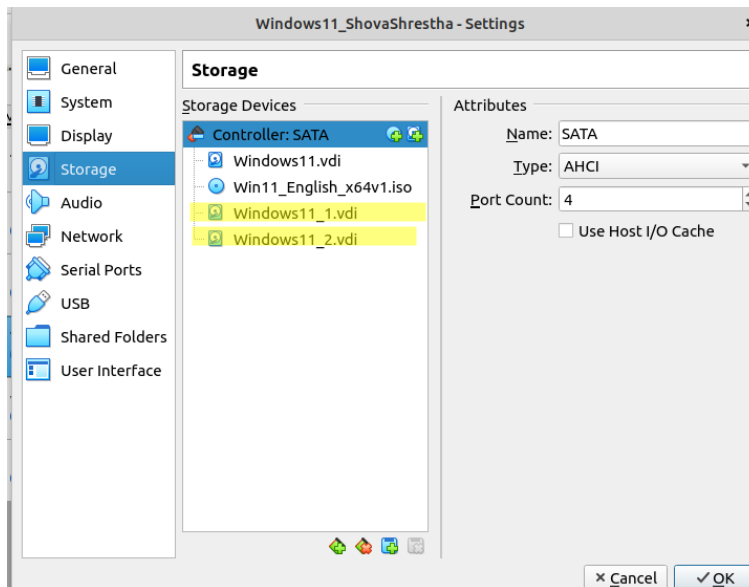 Windows11_ShovaShrestha - Settings
General
System
Display
Storage
Audio
Network
Serial Ports
USB
Shared Folders
User Interface
Storage
Storage Devices
Controller: SATA
Windows11.vdi
Win11_English_x64v1.iso
Windows11_1.vdi
Windows11_2.vdi
Attributes
Name: SATA
Type: AHCI
Port Count: 4
Use Host I/O Cache
Cancel
OK